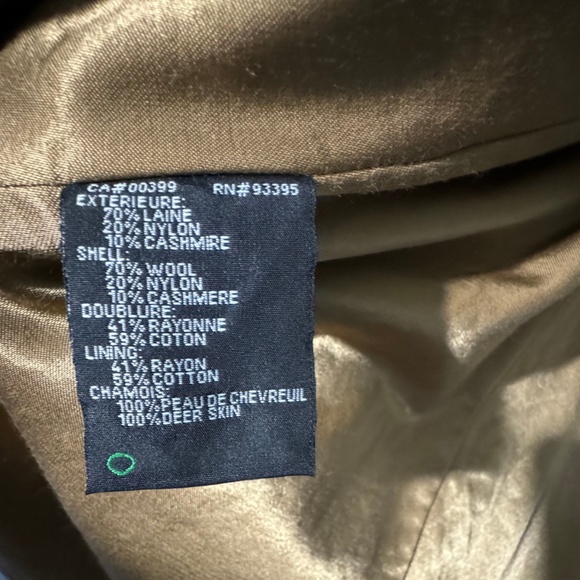 CA#00399 RN#93395
EXTERIEURE:
70% LAINE
20% NYLON
10% CASHMIRE
SHELL:
70% WOOL
20% NYLON
10% CASHMERE
DOUBLURE:
41% RAYONNE
59% COTON
LINING:
41% RAYON
59% COTTON
CHAMOIS:
100% PEAU DE CHEVREUIL
100% DEER SKIN